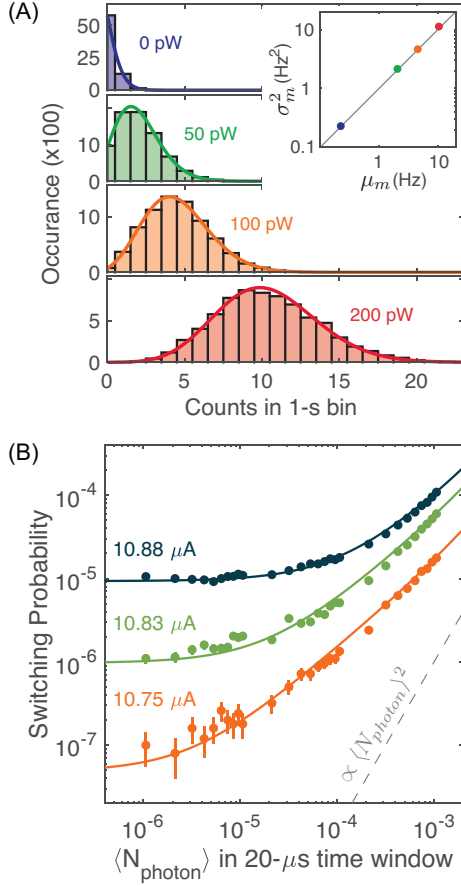 (A)
Occurance (x100)
60
40
20
0
0 pW
10
0
50 pW
10
0
100 pW
5
0
200 pW
0
5
10
15
20
Counts in 1-s bin
σ²ₘ (Hz²)
10
1
0.1
1
10
μₘ (Hz)
(B)
Switching Probability
10⁻⁴
10⁻⁵
10⁻⁶
10⁻⁷
10.88 μA
10.83 μA
10.75 μA
∝ ⟨Nphoton⟩²
10⁻⁶
10⁻⁵
10⁻⁴
10⁻³
⟨Nphoton⟩ in 20-μs time window